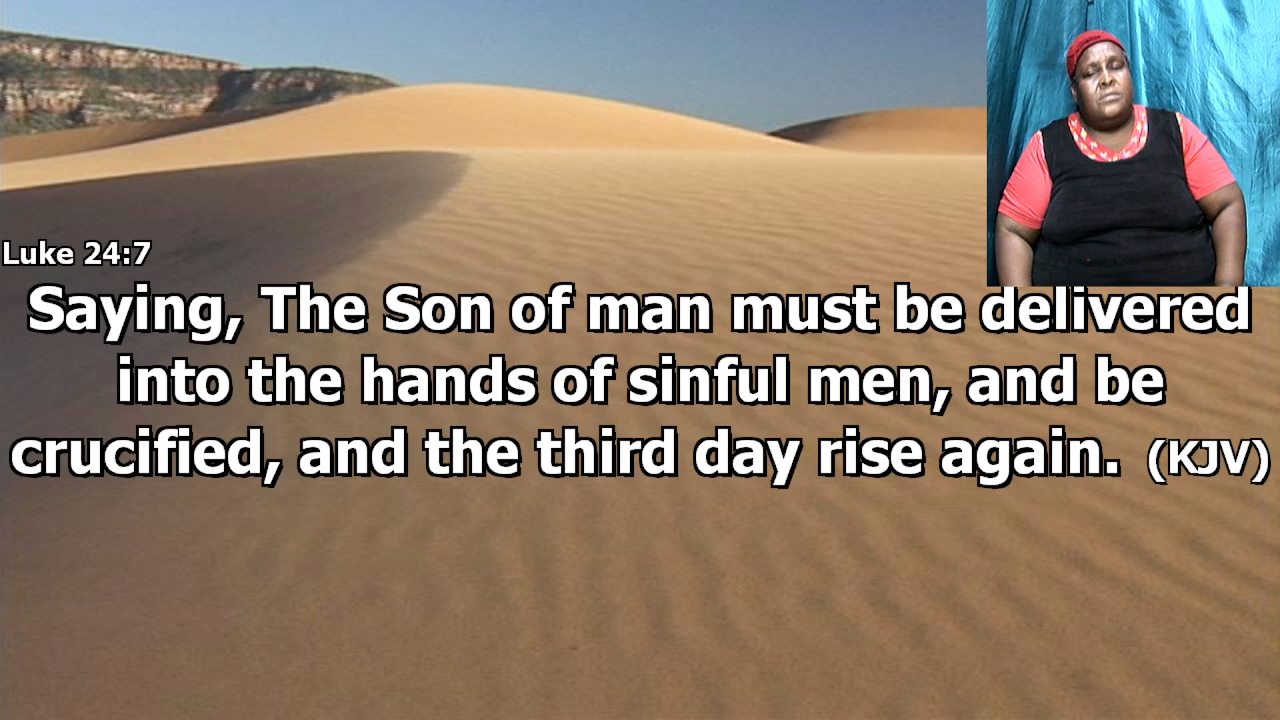 Luke 24:7
Saying, The Son of man must be delivered
into the hands of sinful men, and be
crucified, and the third day rise again. (KJV)